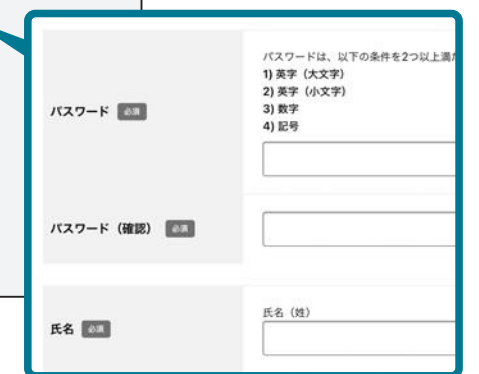 パスワードは、以下の条件を2つ以上満
1) 英字（大文字）
2) 英字（小文字）
3) 数字
4) 記号
パスワード 必須
パスワード（確認） 必須
氏名（姓）
氏名 必須